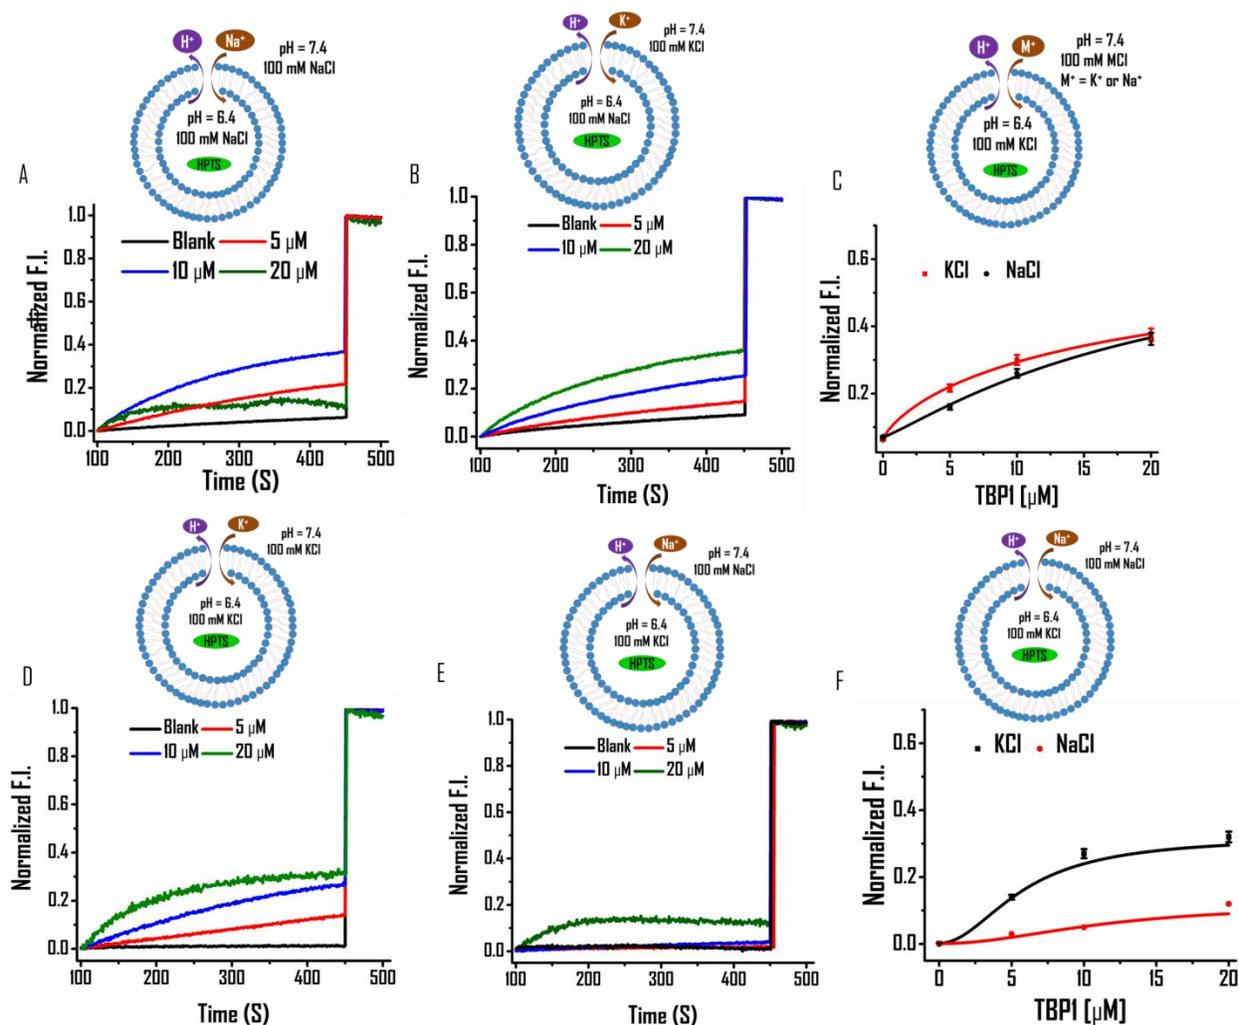 H⁺ Na⁺
pH = 7.4
100 mM NaCl
pH = 6.4
100 mM NaCl
HPTS
A
Normalized F.I.
1.0
0.8
0.6
0.4
0.2
0.0
Blank 5 µM
10 µM 20 µM
100 200 300 400 500
Time (S)
H⁺ K⁺
pH = 7.4
100 mM KCl
pH = 6.4
100 mM NaCl
HPTS
B
Normalized F.I.
1.0
0.8
0.6
0.4
0.2
0.0
Blank 5 µM
10 µM 20 µM
100 200 300 400 500
Time (S)
H⁺ M⁺
pH = 7.4
100 mM MCl
M⁺ = K⁺ or Na⁺
pH = 6.4
100 mM KCl
HPTS
C
Normalized F.I.
0.6
0.4
0.2
KCl NaCl
0 5 10 15 20
TBP1 [µM]
H⁺ K⁺
pH = 7.4
100 mM KCl
pH = 6.4
100 mM KCl
HPTS
D
Normalized F.I.
1.0
0.8
0.6
0.4
0.2
0.0
Blank 5 µM
10 µM 20 µM
100 200 300 400 500
Time (S)
H⁺ Na⁺
pH = 7.4
100 mM NaCl
pH = 6.4
100 mM KCl
HPTS
E
Normalized F.I.
1.0
0.8
0.6
0.4
0.2
0.0
Blank 5 µM
10 µM 20 µM
100 200 300 400 500
Time (S)
H⁺ Na⁺
pH = 7.4
100 mM NaCl
pH = 6.4
100 mM KCl
HPTS
F
Normalized F.I.
0.6
0.4
0.2
0.0
KCl NaCl
0 5 10 15 20
TBP1 [µM]